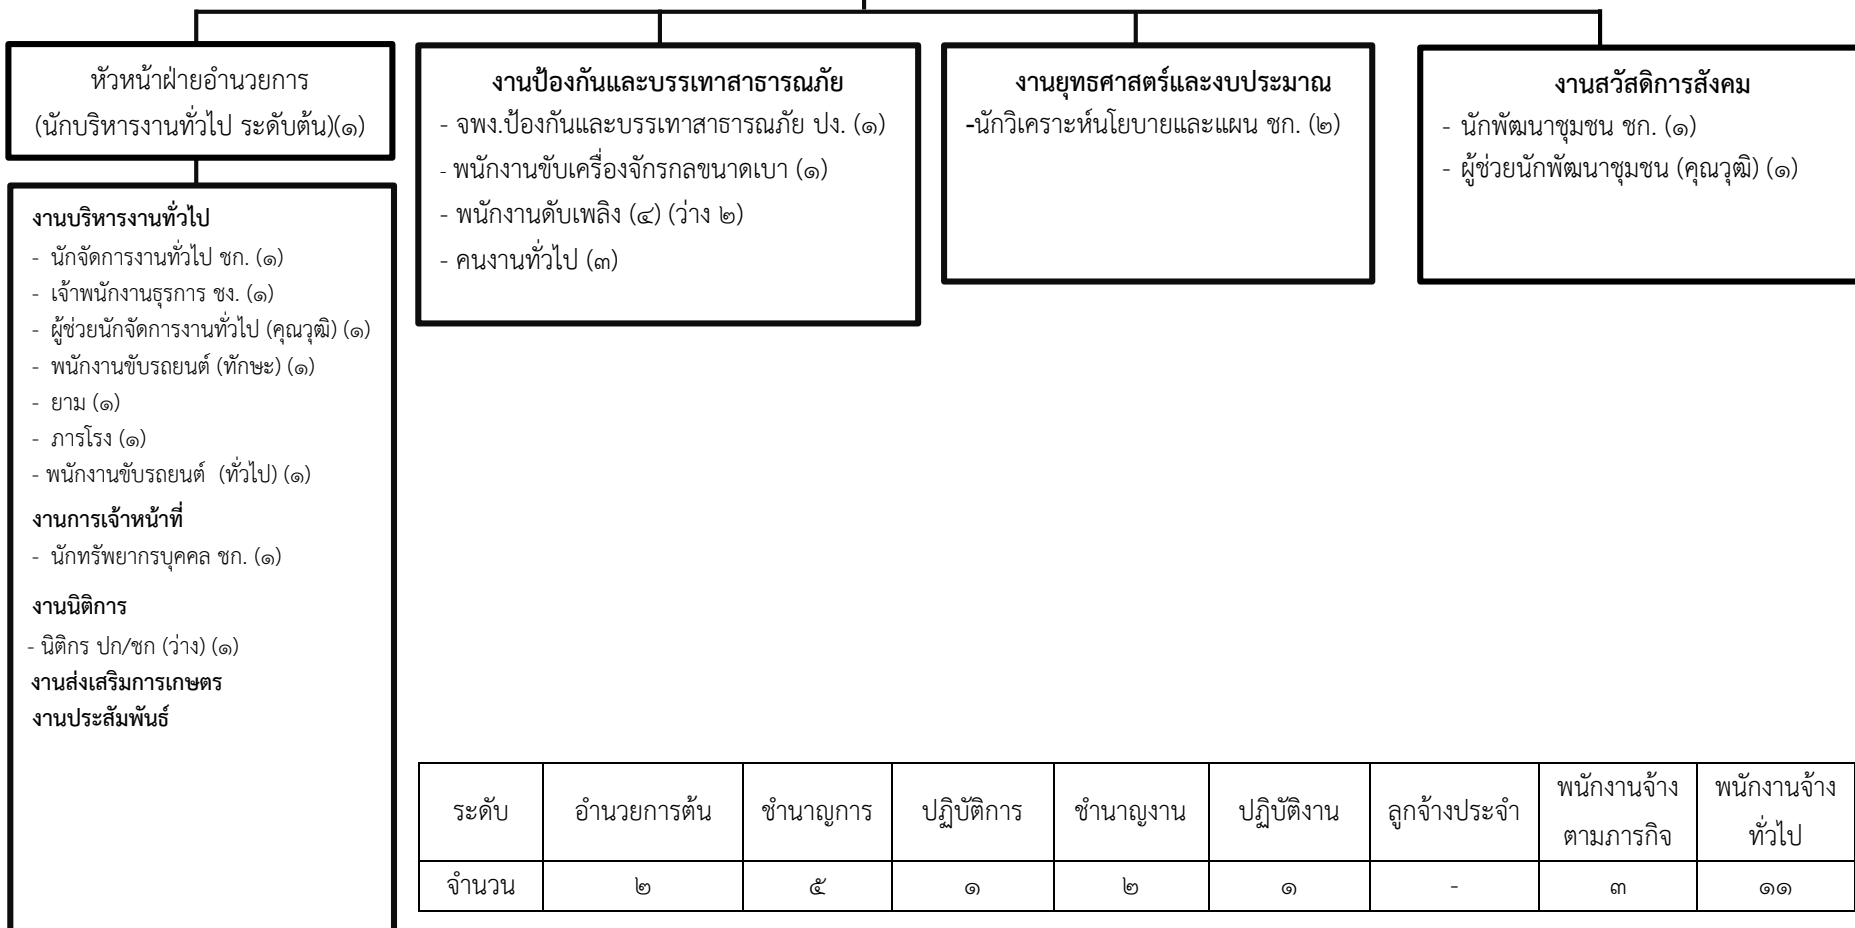 หัวหน้าฝ่ายอำนวยการ
(นักบริหารงานทั่วไป ระดับต้น)(๑)
งานบริหารงานทั่วไป
- นักจัดการงานทั่วไป ชก. (๑)
- เจ้าพนักงานธุรการ ชง. (๑)
- ผู้ช่วยนักจัดการงานทั่วไป (คุณวุฒิ) (๑)
- พนักงานขับรถยนต์ (ทักษะ) (๑)
- ยาม (๑)
- ภารโรง (๑)
- พนักงานขับรถยนต์ (ทั่วไป) (๑)
งานการเจ้าหน้าที่
- นักทรัพยากรบุคคล ชก. (๑)
งานนิติการ
- นิติกร ปก/ชก (ว่าง) (๑)
งานส่งเสริมการเกษตร
งานประสัมพันธ์
งานป้องกันและบรรเทาสาธารณภัย
- จพง.ป้องกันและบรรเทาสาธารณภัย ปง. (๑)
- พนักงานขับเครื่องจักรกลขนาดเบา (๑)
- พนักงานดับเพลิง (๔) (ว่าง ๒)
- คนงานทั่วไป (๓)
งานยุทธศาสตร์และงบประมาณ
-นักวิเคราะห์นโยบายและแผน ชก. (๒)
งานสวัสดิการสังคม
- นักพัฒนาชุมชน ชก. (๑)
- ผู้ช่วยนักพัฒนาชุมชน (คุณวุฒิ) (๑)
ระดับ อำนวยการต้น ชำนาญการ ปฏิบัติการ ชำนาญงาน ปฏิบัติงาน ลูกจ้างประจำ พนักงานจ้างตามภารกิจ พนักงานจ้างทั่วไป
จำนวน ๒ ๕ ๑ ๒ ๑ - ๓ ๑๑